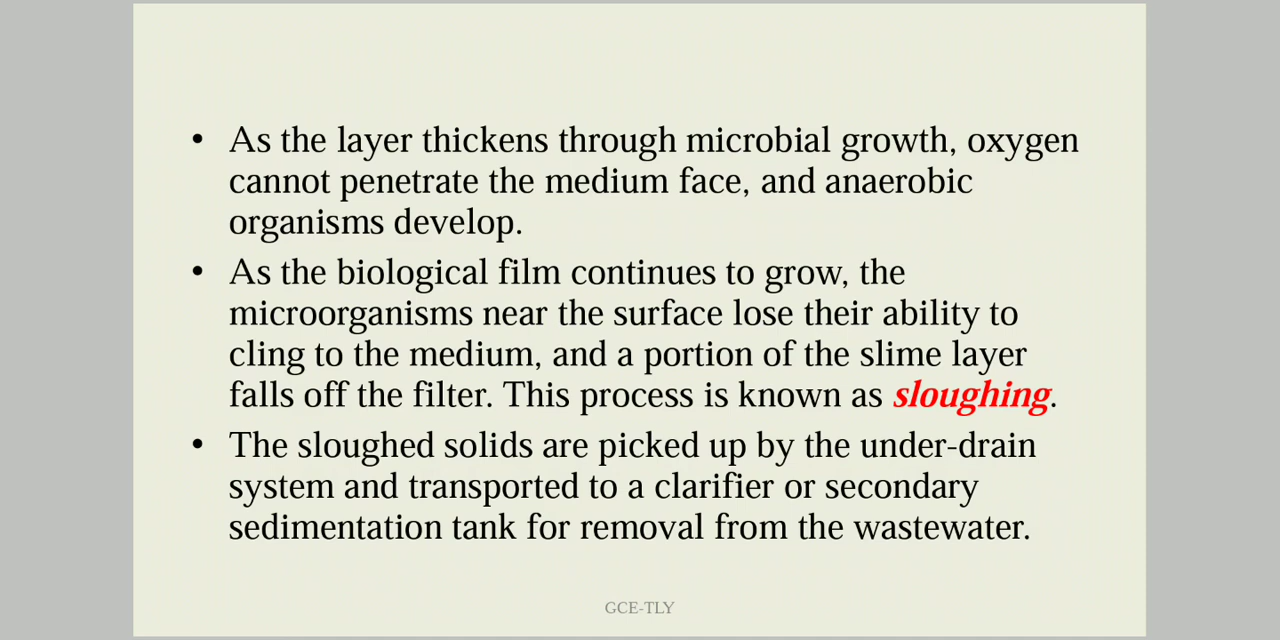 • As the layer thickens through microbial growth, oxygen
cannot penetrate the medium face, and anaerobic
organisms develop.
• As the biological film continues to grow, the
microorganisms near the surface lose their ability to
cling to the medium, and a portion of the slime layer
falls off the filter. This process is known as sloughing.
• The sloughed solids are picked up by the under-drain
system and transported to a clarifier or secondary
sedimentation tank for removal from the wastewater.
GCE-TLY